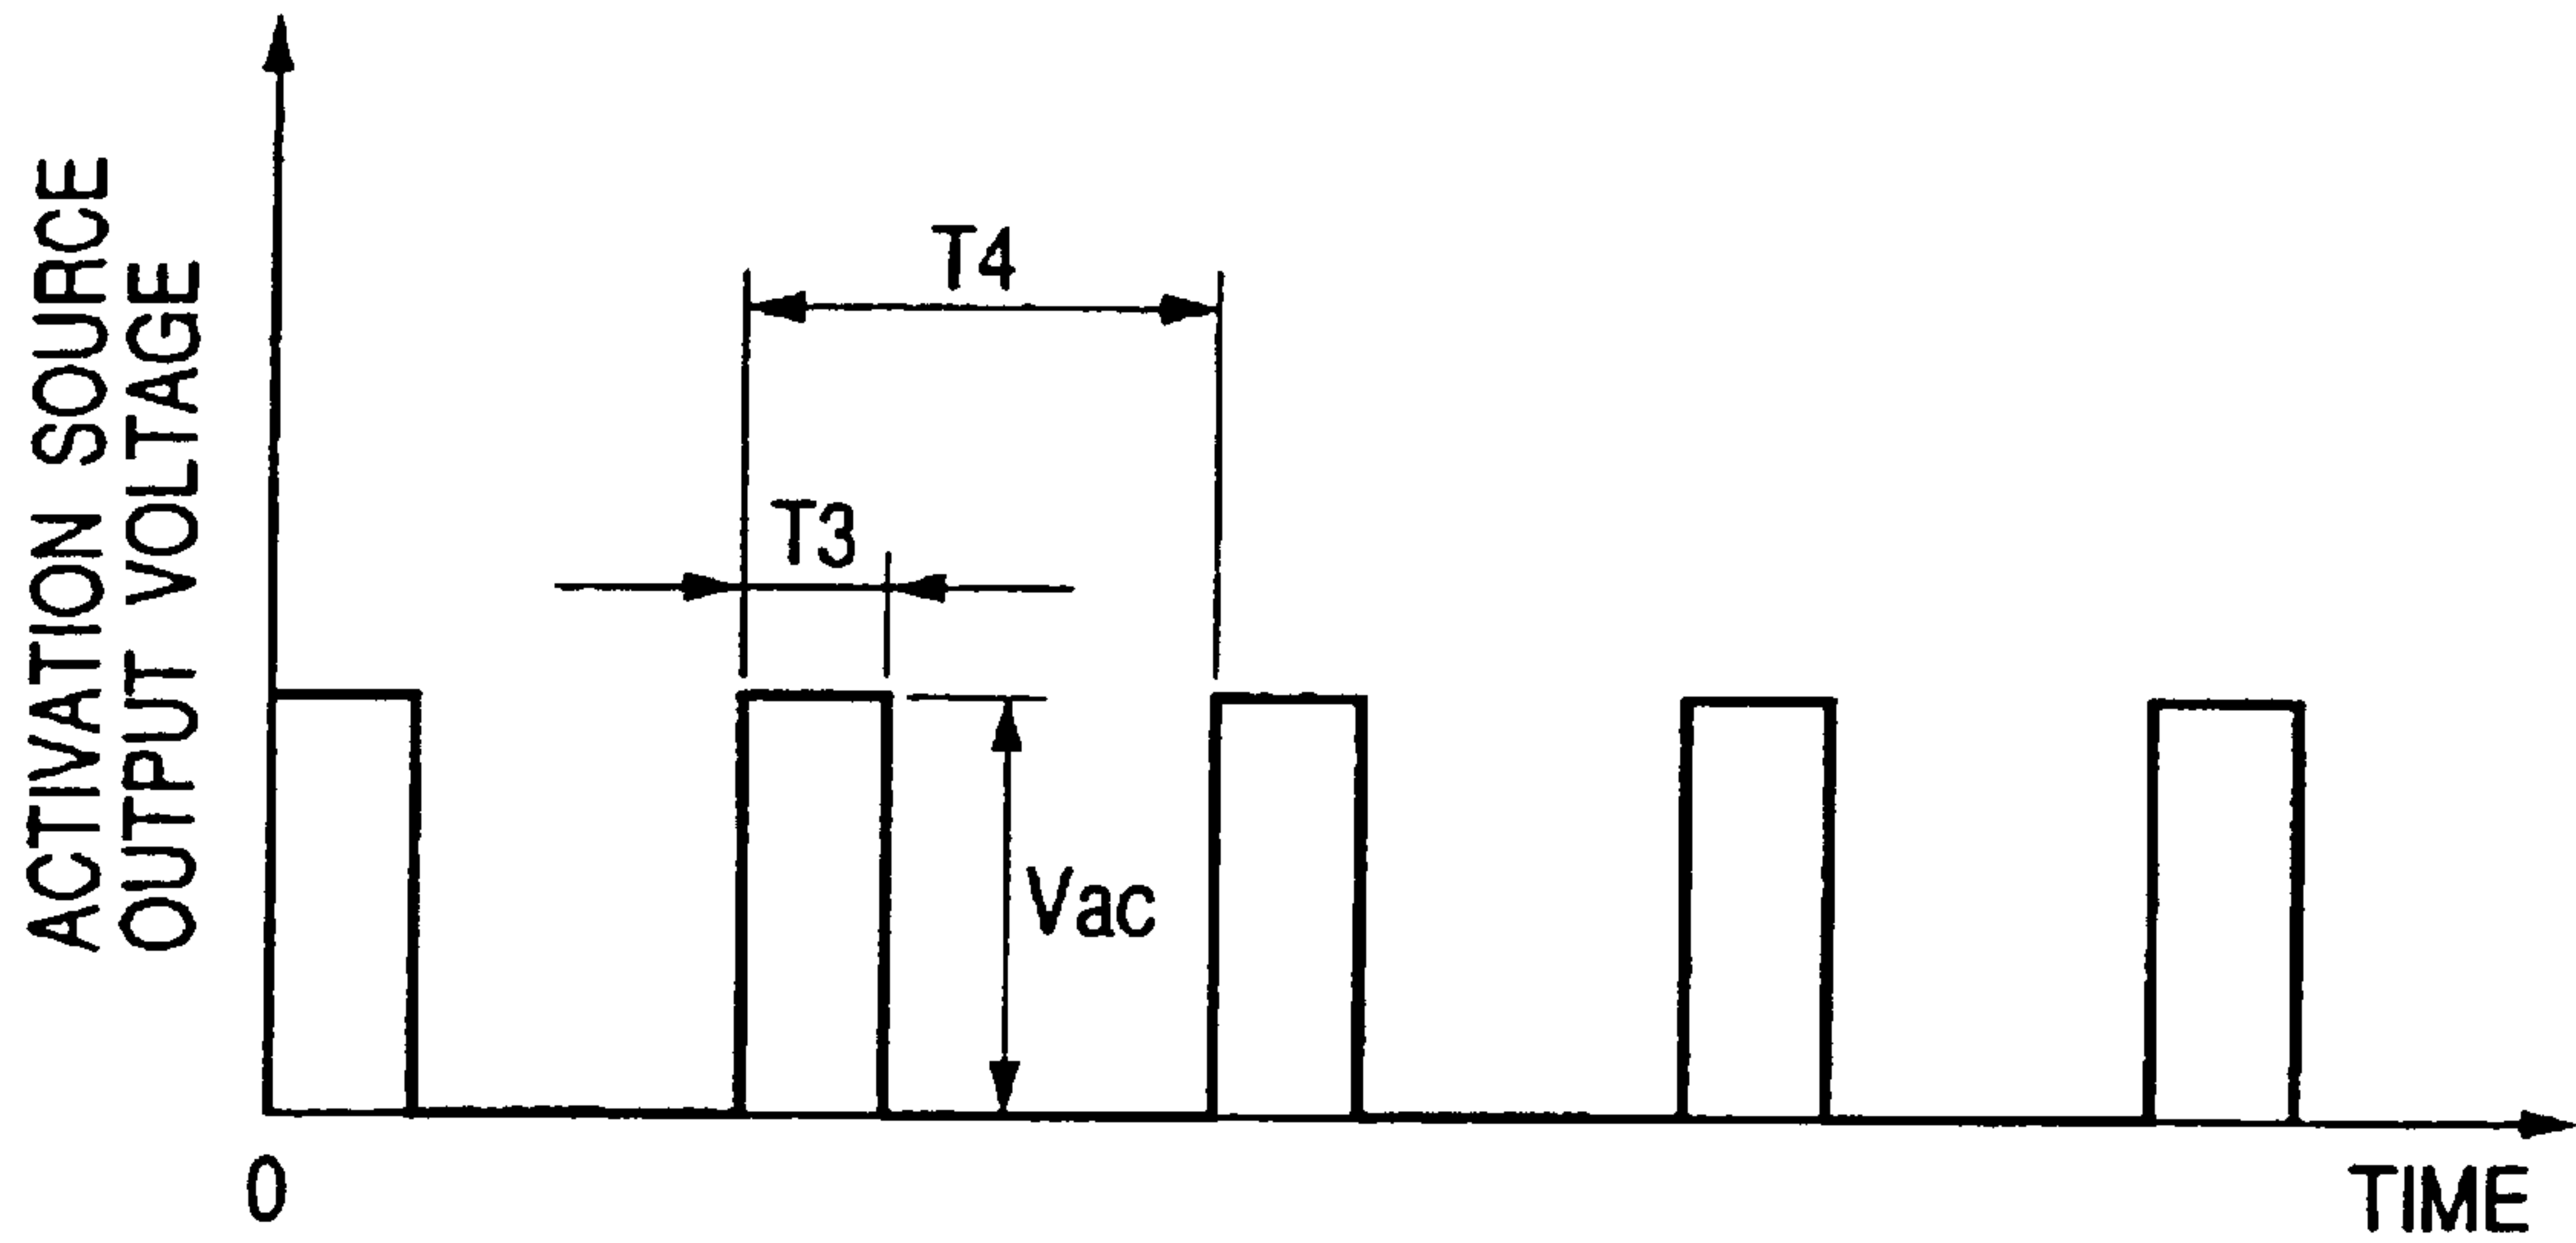 ACTIVATION SOURCE
OUTPUT VOLTAGE
T4
T3
Vac
0
TIME